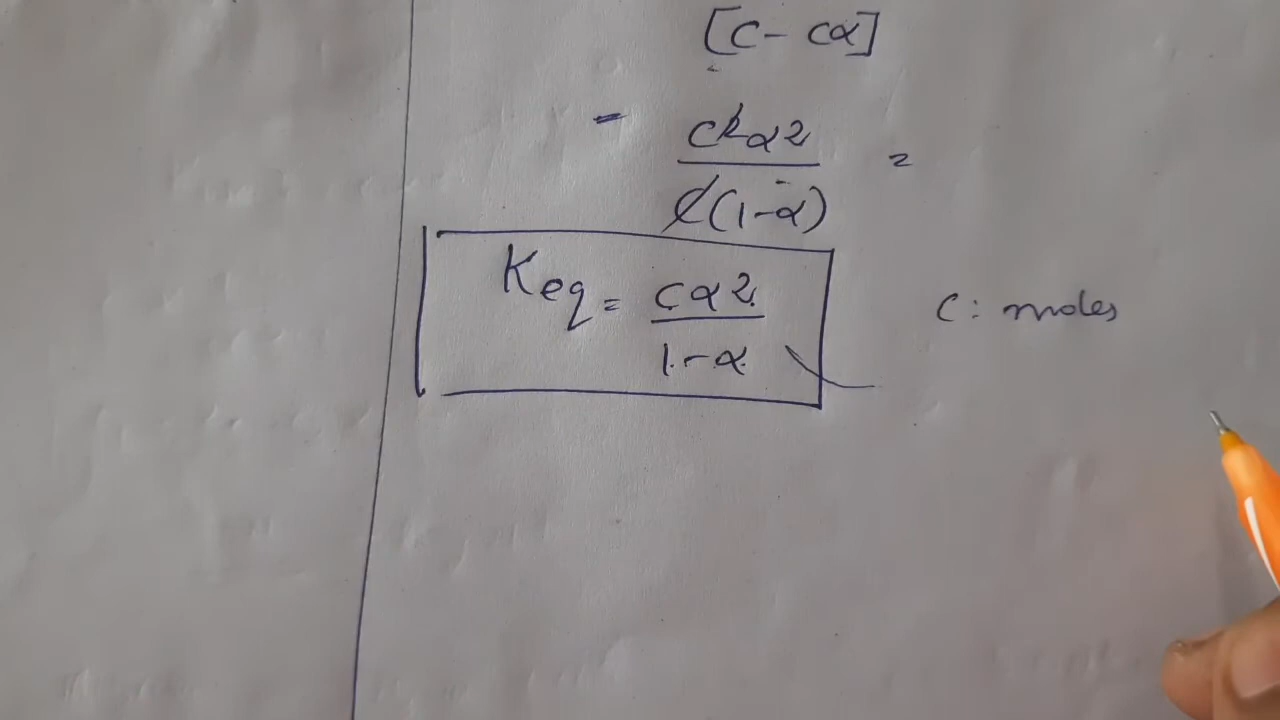 [C - Cα]
= C²α² / C(1-α) =
Keq = Cα² / 1-α
C: moles